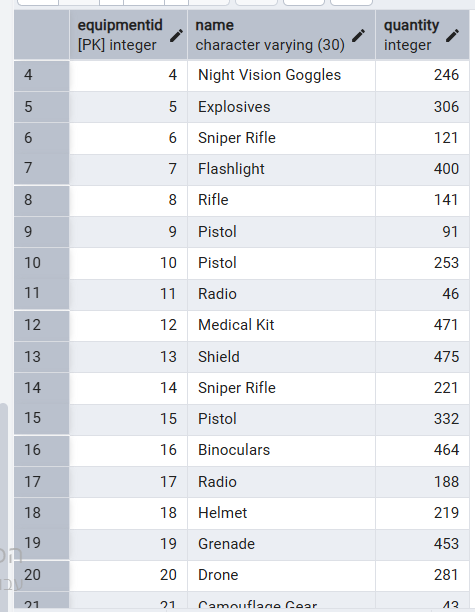 equipmentid name quantity
[PK] integer character varying (30) integer
4 4 Night Vision Goggles 246
5 5 Explosives 306
6 6 Sniper Rifle 121
7 7 Flashlight 400
8 8 Rifle 141
9 9 Pistol 91
10 10 Pistol 253
11 11 Radio 46
12 12 Medical Kit 471
13 13 Shield 475
14 14 Sniper Rifle 221
15 15 Pistol 332
16 16 Binoculars 464
17 17 Radio 188
18 18 Helmet 219
19 19 Grenade 453
20 20 Drone 281
21 21 Camouflage Gear 43